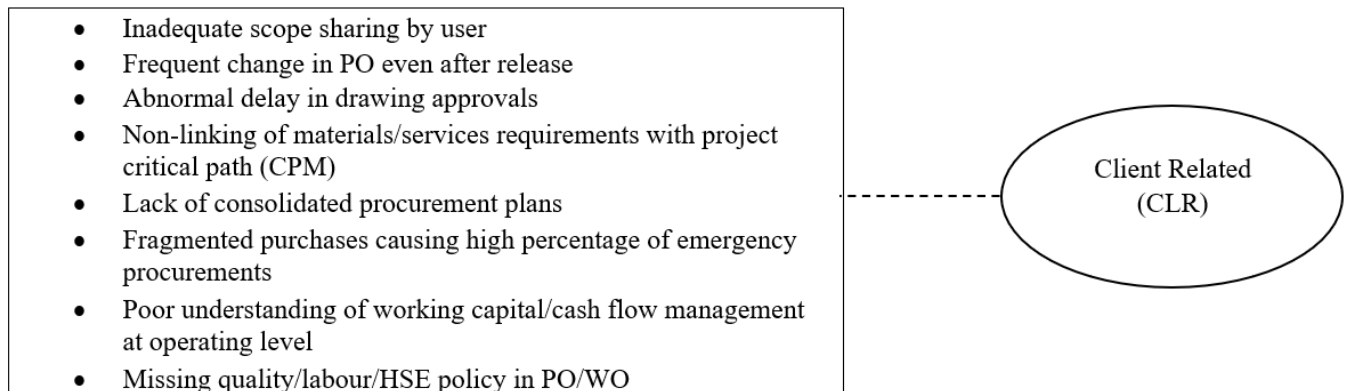 • Inadequate scope sharing by user
• Frequent change in PO even after release
• Abnormal delay in drawing approvals
• Non-linking of materials/services requirements with project
critical path (CPM)
• Lack of consolidated procurement plans
• Fragmented purchases causing high percentage of emergency
procurements
• Poor understanding of working capital/cash flow management
at operating level
• Missing quality/labour/HSE policy in PO/WO
Client Related
(CLR)